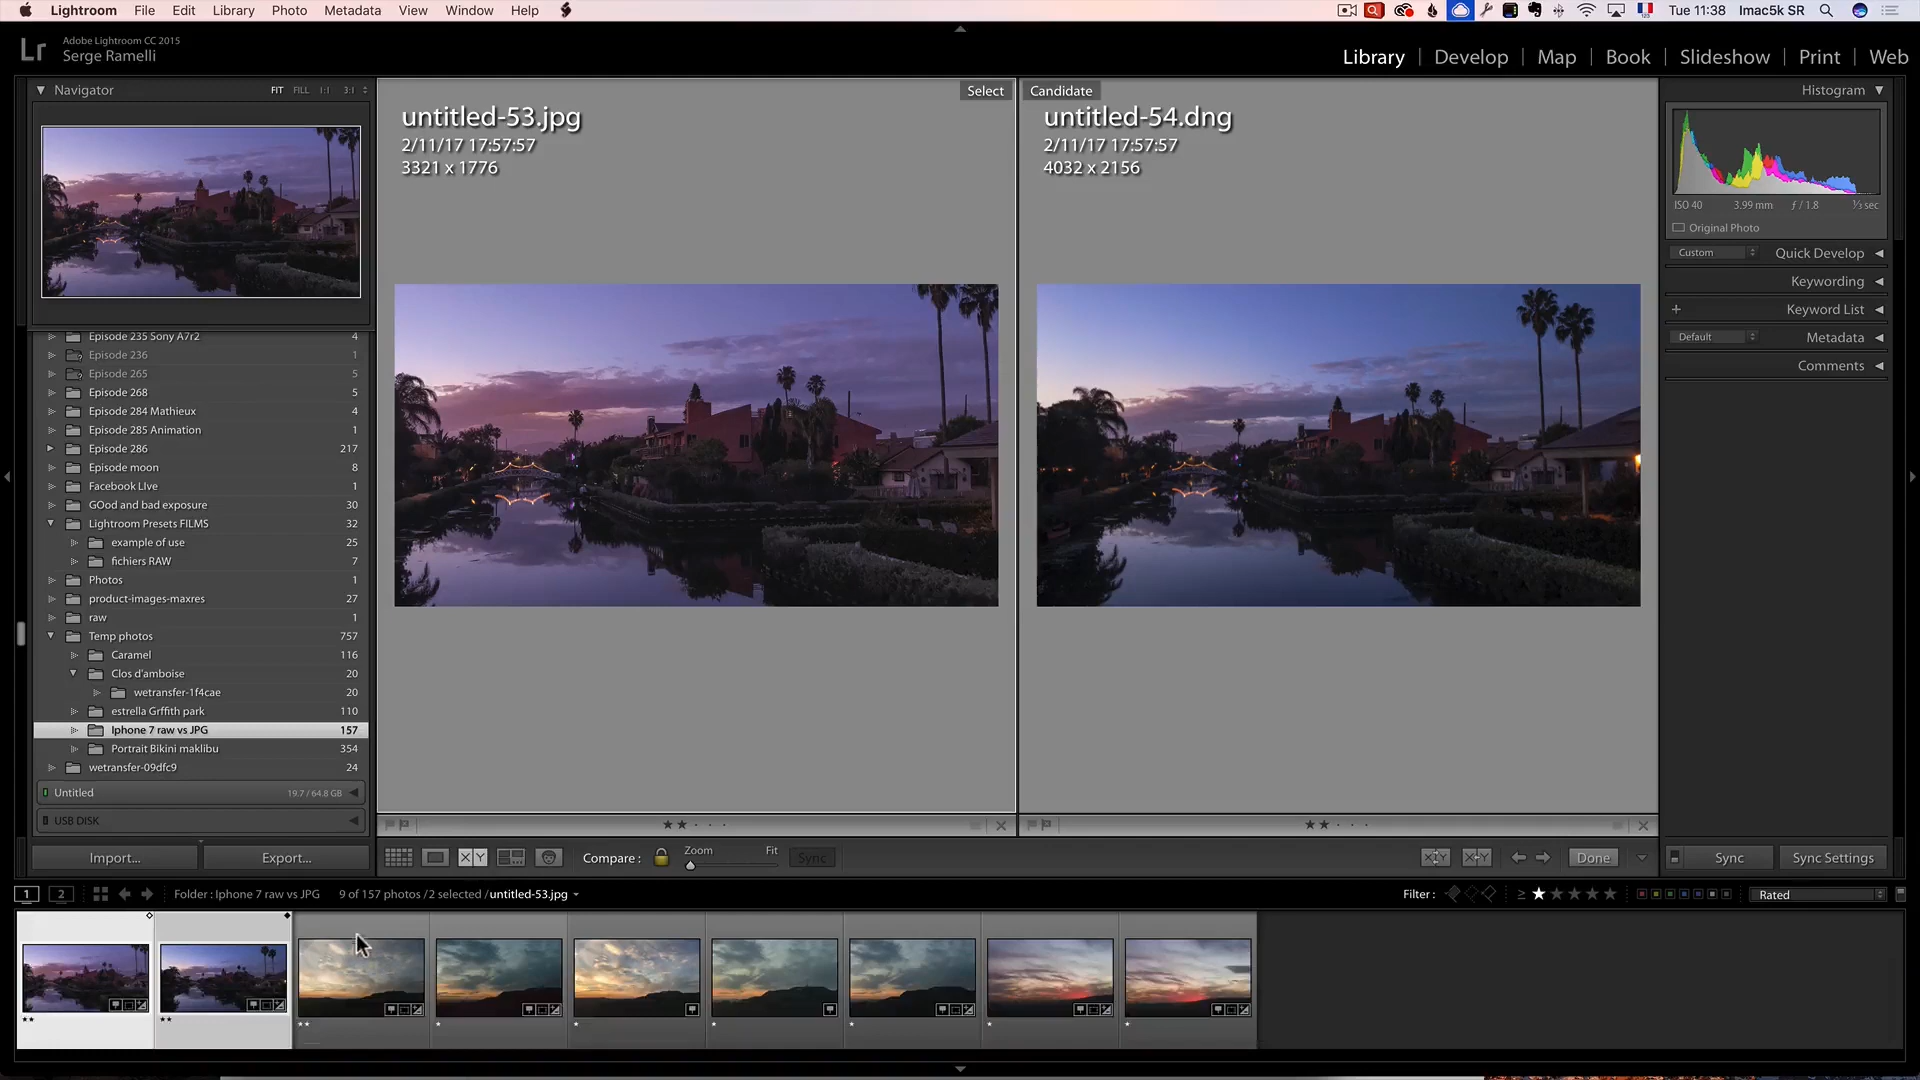 Lightroom File Edit Library Photo Metadata View Window Help
Tue 11:38 Imac5k SR
Lr Adobe Lightroom CC 2015
Serge Ramelli
Library | Develop | Map | Book | Slideshow | Print | Web
Navigator FIT FILL 1:1 3:1
Episode 235 Sony A7r2 4
Episode 236 1
Episode 265 5
Episode 268 5
Episode 284 Mathieux 4
Episode 285 Animation 1
Episode 286 217
Episode moon 8
Facebook LIve 1
GOod and bad exposure 30
Lightroom Presets FILMS 32
example of use 25
fichiers RAW 7
Photos 1
product-images-maxres 27
raw 1
Temp photos 757
Caramel 116
Clos d'amboise 20
wetransfer-1f4cae 20
estrella Grffith park 110
Iphone 7 raw vs JPG 157
Portrait Bikini maklibu 354
wetransfer-09dfc9 24
Untitled 19.7 / 64.8 GB
USB DISK
Import... Export...
Select
untitled-53.jpg
2/11/17 17:57:57
3321 x 1776
Candidate
untitled-54.dng
2/11/17 17:57:57
4032 x 2156
Histogram
ISO 40 3.99 mm ƒ / 1.8 ⅓ sec
Original Photo
Custom Quick Develop
Keywording
+ Keyword List
Default Metadata
Comments
XY Compare : Zoom Fit Sync
Done
Sync Sync Settings
1 2 Folder : Iphone 7 raw vs JPG 9 of 157 photos / 2 selected / untitled-53.jpg
Filter : ≥ Rated